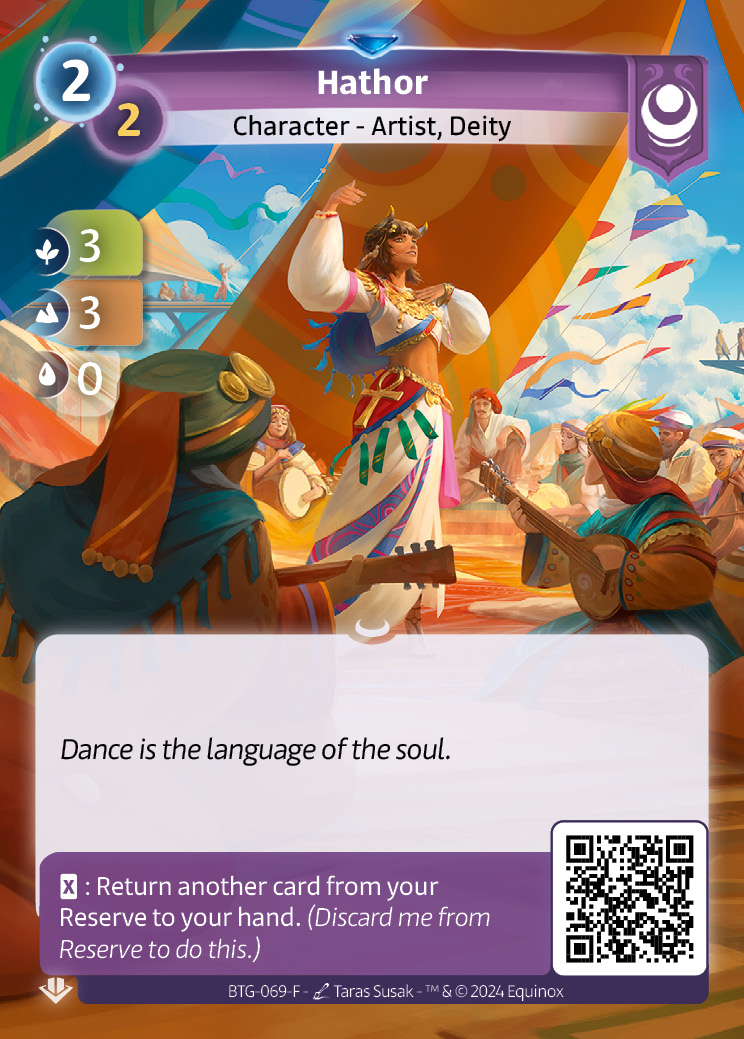 2
Hathor
2
Character - Artist, Deity
3
3
0
Dance is the language of the soul.
X : Return another card from your
Reserve to your hand. (Discard me from
Reserve to do this.)
BTG-069-F - Taras Susak - ™ & © 2024 Equinox